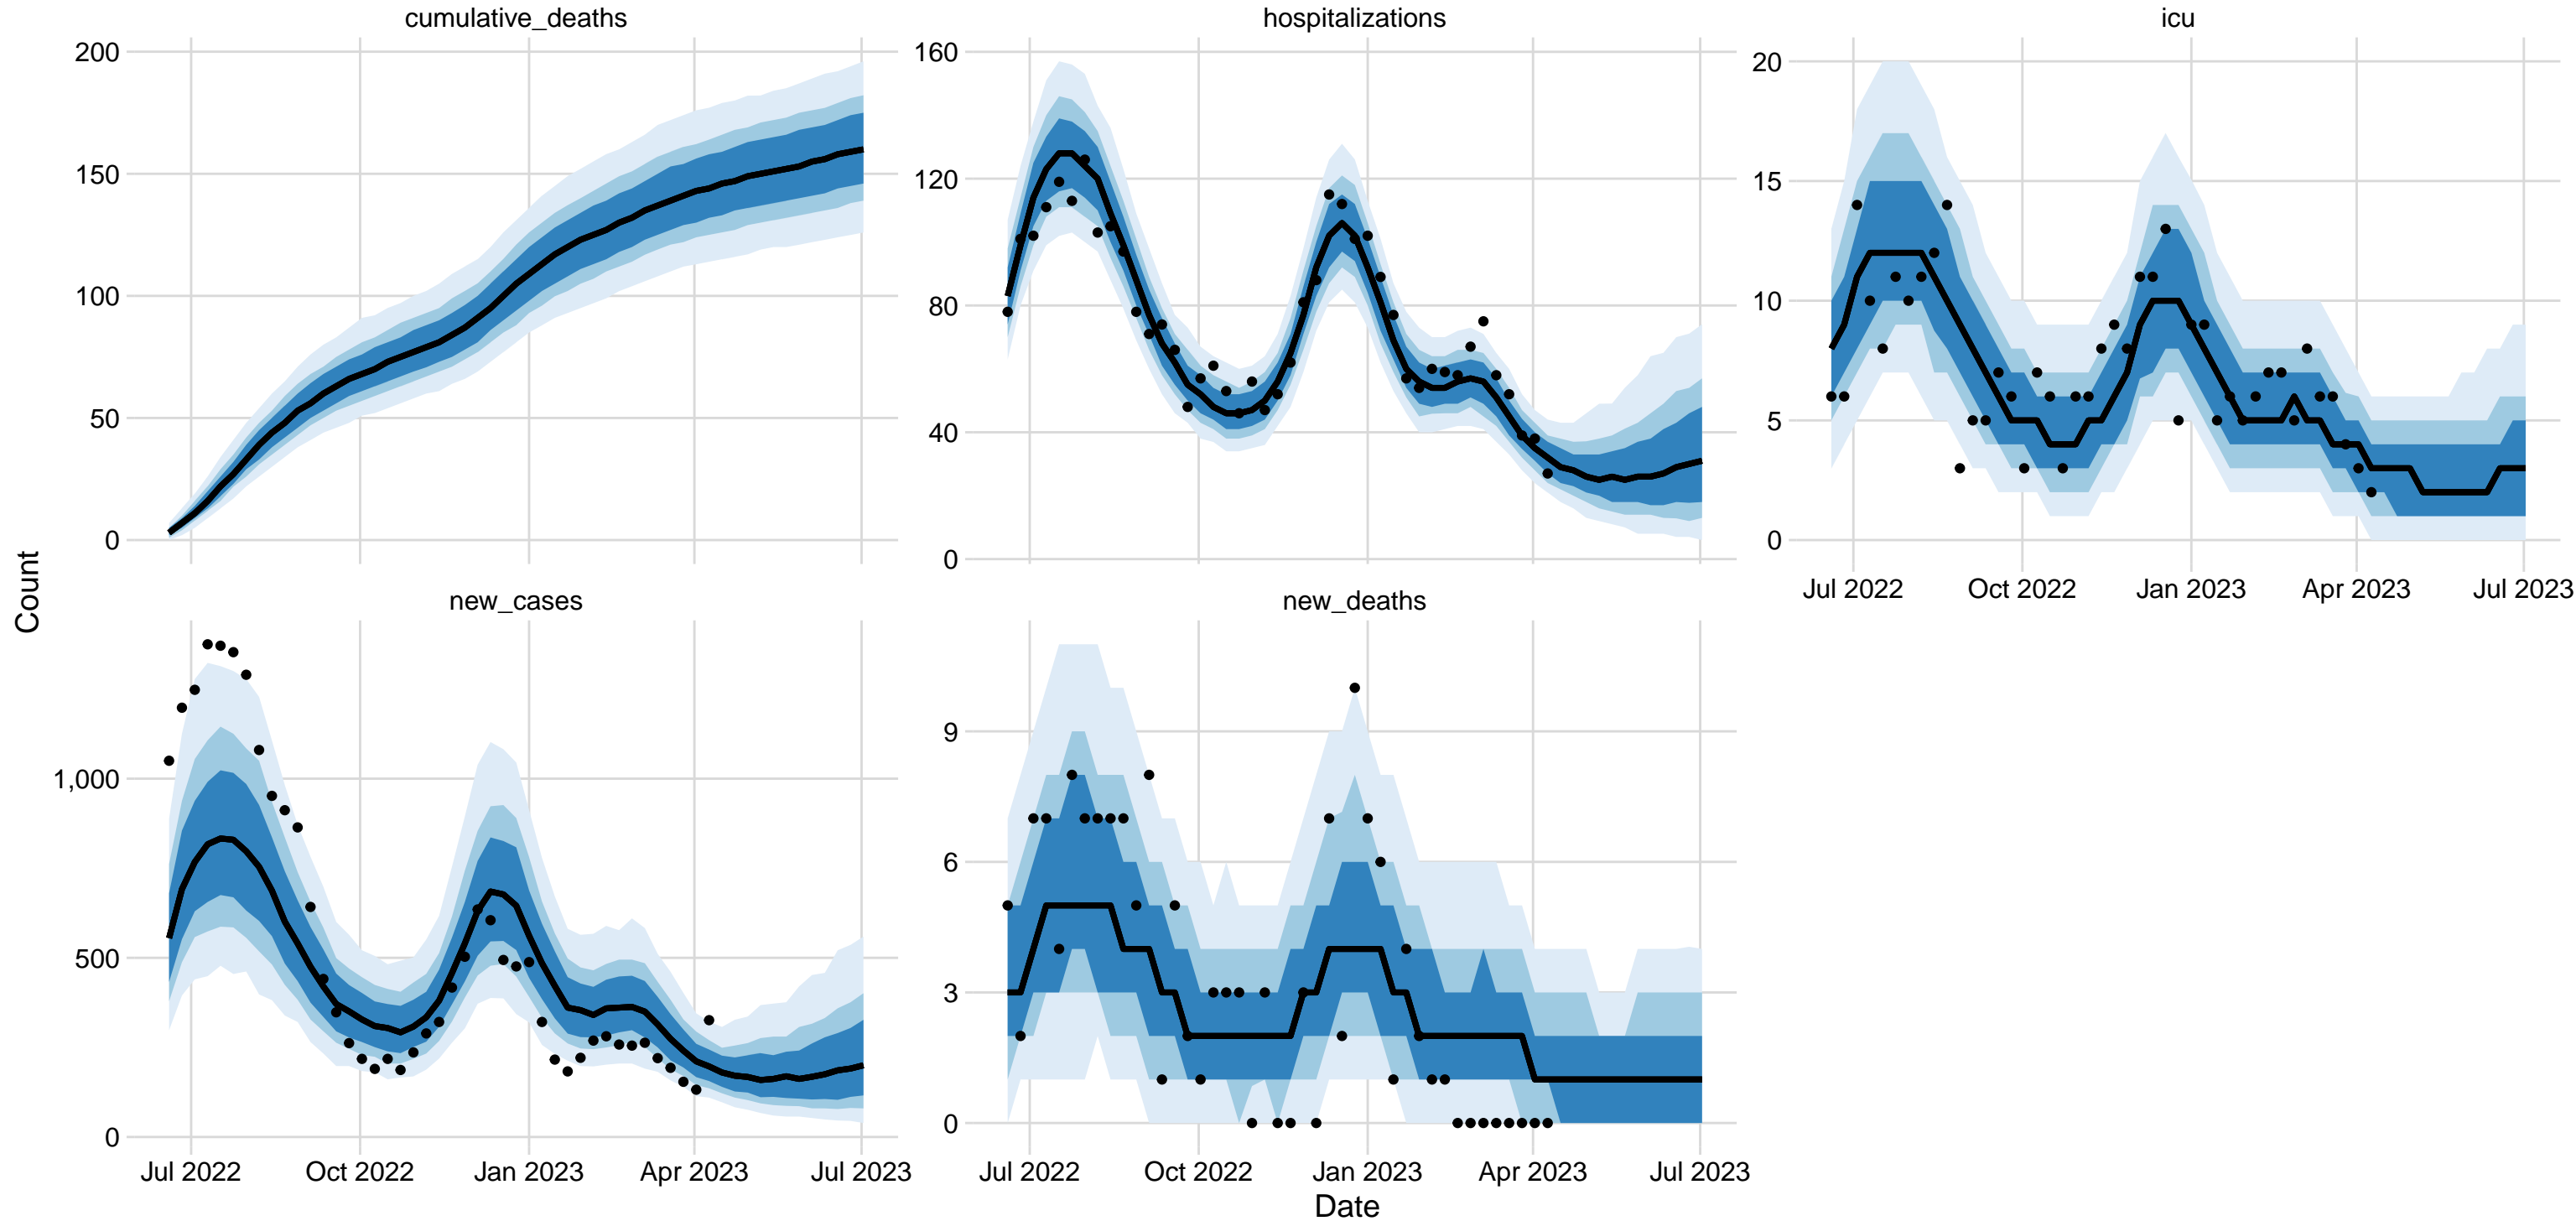 cumulative_deaths
hospitalizations
icu
200
150
100
50
0
160
120
80
40
0
20
15
10
5
0
Jul 2022 Oct 2022 Jan 2023 Apr 2023 Jul 2023
Count
new_cases
new_deaths
1,000
500
0
9
6
3
0
Jul 2022 Oct 2022 Jan 2023 Apr 2023 Jul 2023
Jul 2022 Oct 2022 Jan 2023 Apr 2023 Jul 2023
Date